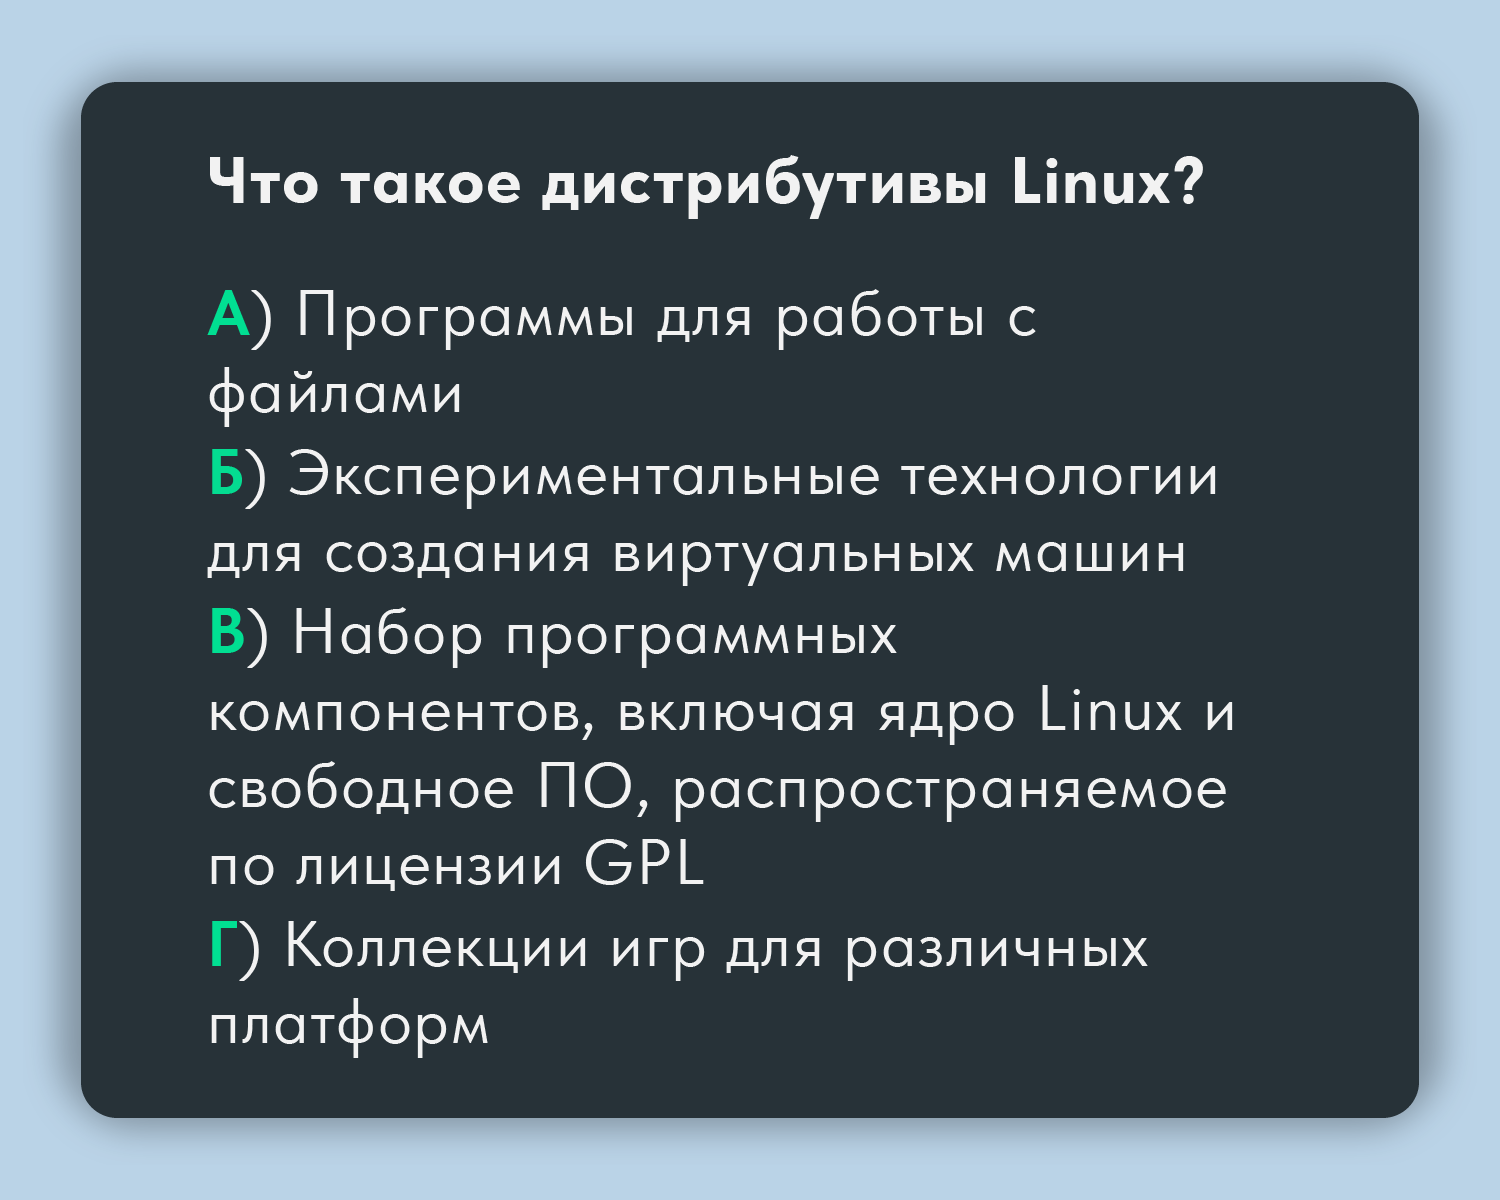 Что такое дистрибутивы Linux?
А) Программы для работы с
файлами
Б) Экспериментальные технологии
для создания виртуальных машин
В) Набор программных
компонентов, включая ядро Linux и
свободное ПО, распространяемое
по лицензии GPL
Г) Коллекции игр для различных
платформ